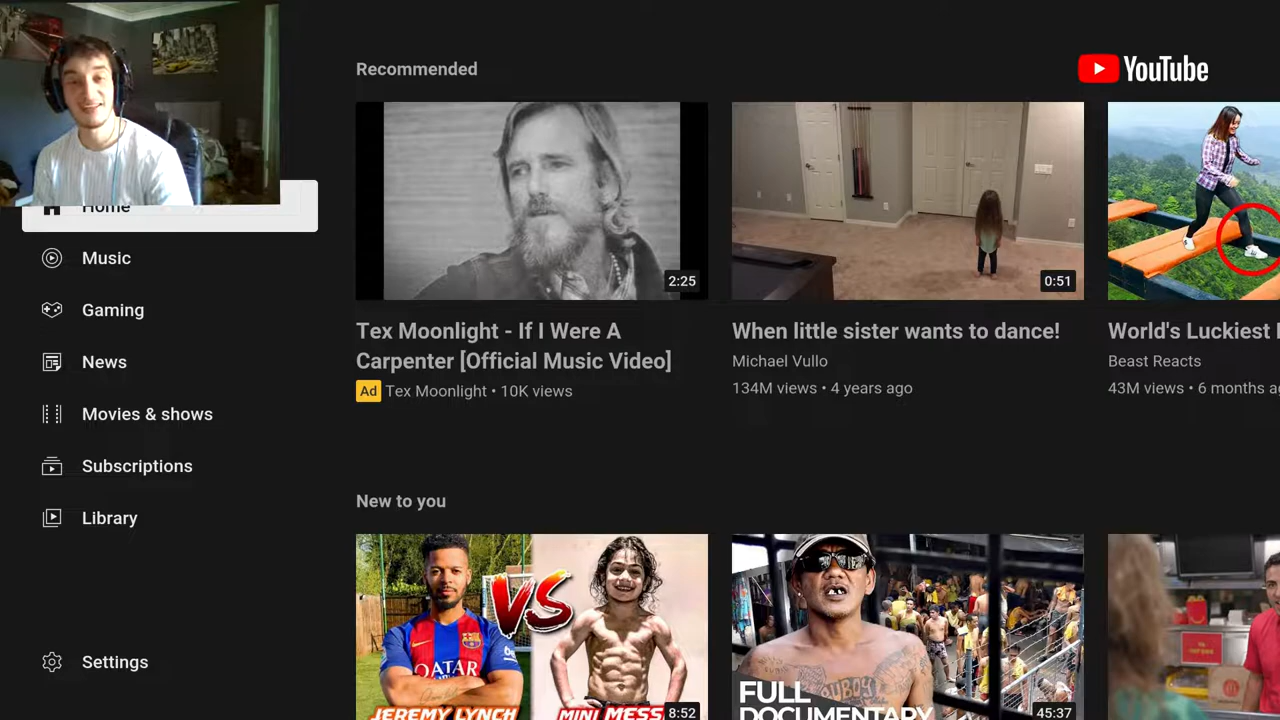 Home
Music
Gaming
News
Movies & shows
Subscriptions
Library
Settings
YouTube
Recommended
2:25
Tex Moonlight - If I Were A
Carpenter [Official Music Video]
Ad Tex Moonlight • 10K views
0:51
When little sister wants to dance!
Michael Vullo
134M views • 4 years ago
World's Luckiest
Beast Reacts
43M views • 6 months
New to you
VS
QATAR
JEREMY LYNCH
MINI MESS
8:52
FULL
DOCUMENTARY
45:37